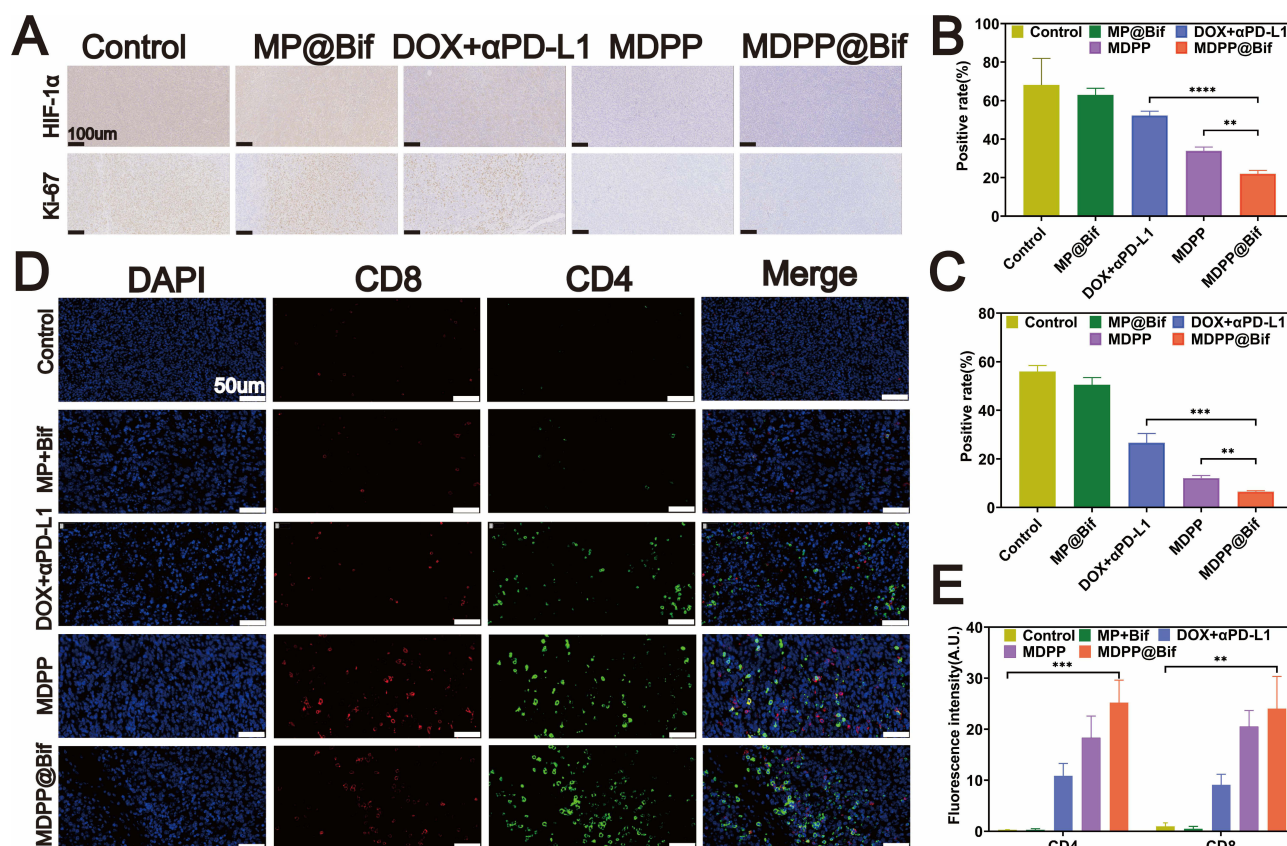 A
Control
MP@Bif
DOX+αPD-L1
MDPP
MDPP@Bif
HIF-1α
100um
Ki-67
B
100
80
60
40
20
0
Positive rate(%)
Control
MP@Bif
DOX+αPD-L1
MDPP
MDPP@Bif
****
**
Control
MP@Bif
DOX+αPD-L1
MDPP
MDPP@Bif
C
80
60
40
20
0
Positive rate(%)
Control
MP@Bif
DOX+αPD-L1
MDPP
MDPP@Bif
***
**
Control
MP@Bif
DOX+αPD-L1
MDPP
MDPP@Bif
D
DAPI
CD8
CD4
Merge
Control
50um
MP+Bif
DOX+αPD-L1
MDPP
MDPP@Bif
E
40
30
20
10
0
Fluorescence intensity(A.U.)
Control
MP+Bif
DOX+αPD-L1
MDPP
MDPP@Bif
***
**
CD4
CD8